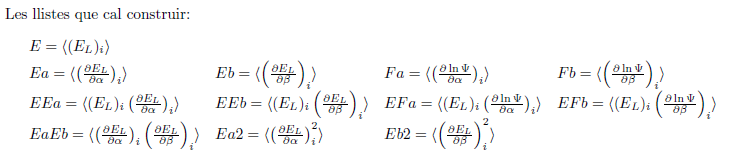 Les llistes que cal construir:
E = ⟨(E_L)_i⟩
Ea = ⟨(∂E_L/∂α)_i⟩ Eb = ⟨(∂E_L/∂β)_i⟩ Fa = ⟨(∂ ln Ψ/∂α)_i⟩ Fb = ⟨(∂ ln Ψ/∂β)_i⟩
EEa = ⟨(E_L)_i (∂E_L/∂α)_i⟩ EEb = ⟨(E_L)_i (∂E_L/∂β)_i⟩ EFa = ⟨(E_L)_i (∂ ln Ψ/∂α)_i⟩ EFb = ⟨(E_L)_i (∂ ln Ψ/∂β)_i⟩
EaEb = ⟨(∂E_L/∂α)_i (∂E_L/∂β)_i⟩ Ea2 = ⟨(∂E_L/∂α)_i^2⟩ Eb2 = ⟨(∂E_L/∂β)_i^2⟩